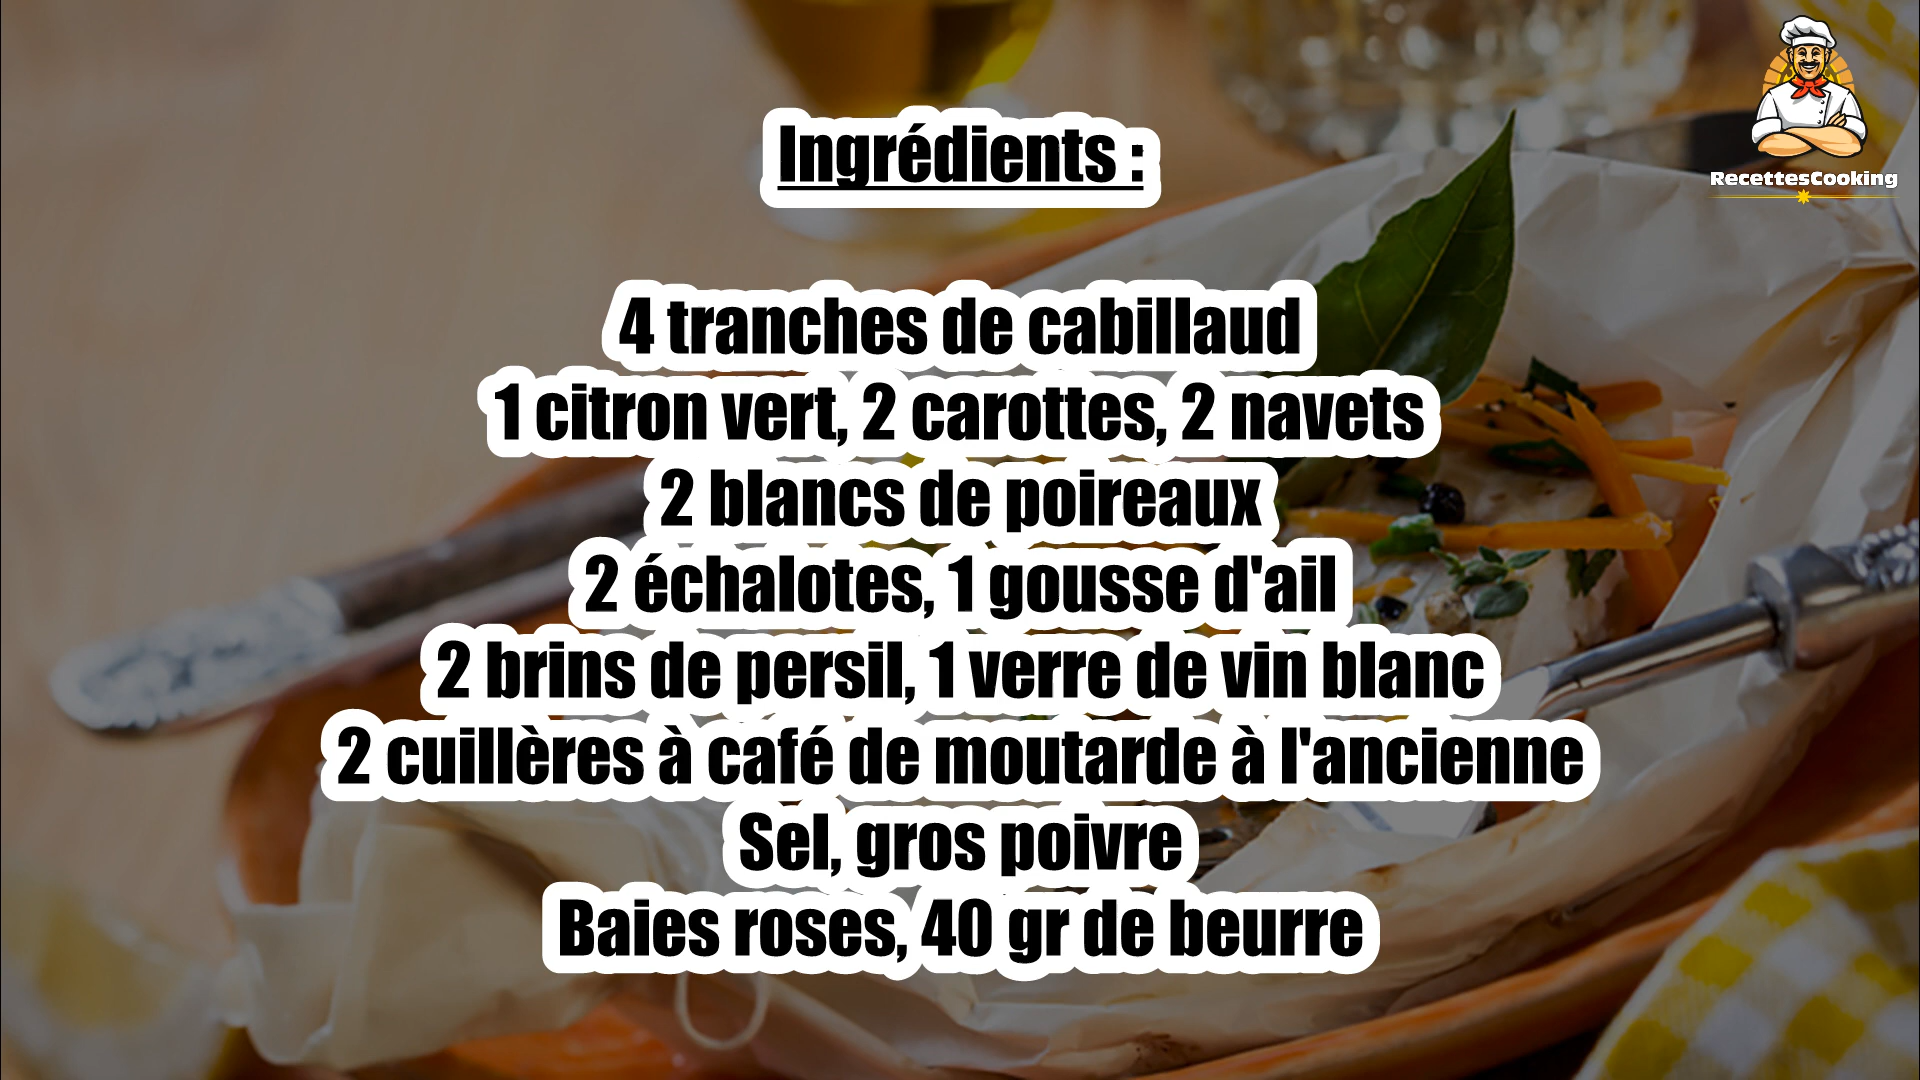 Ingrédients :
RecettesCooking
4 tranches de cabillaud
1 citron vert, 2 carottes, 2 navets
2 blancs de poireaux
2 échalotes, 1 gousse d'ail
2 brins de persil, 1 verre de vin blanc
2 cuillères à café de moutarde à l'ancienne
Sel, gros poivre
Baies roses, 40 gr de beurre